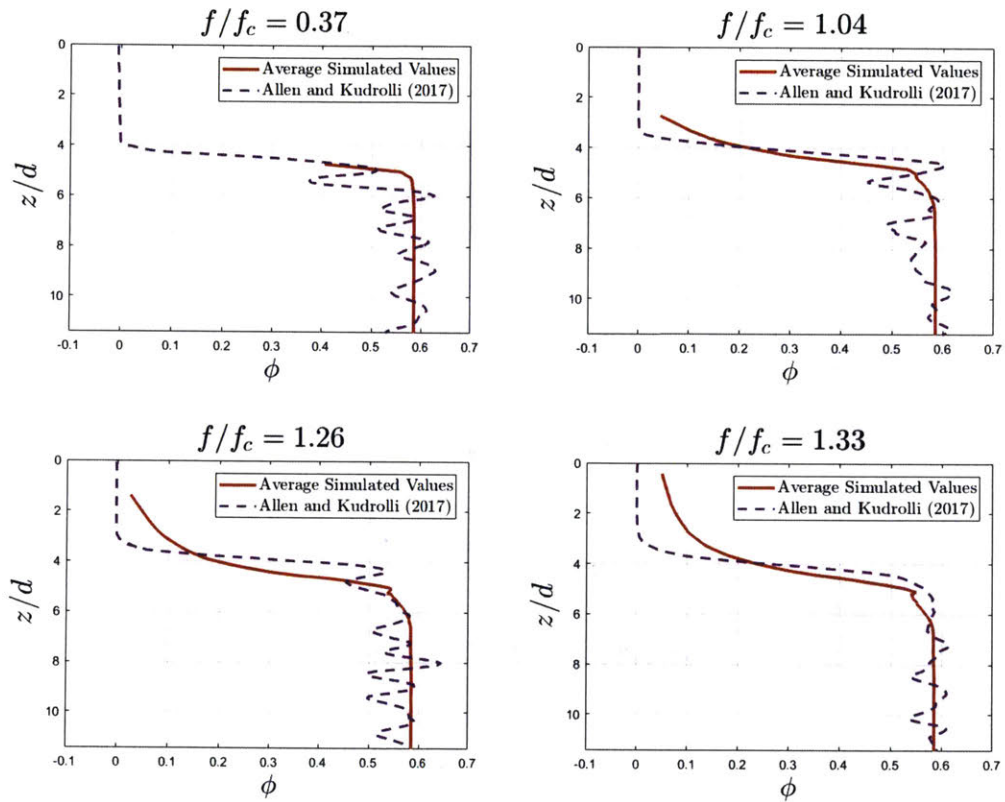 f/f_c = 0.37
Average Simulated Values
Allen and Kudrolli (2017)
z/d
0
2
4
6
8
10
-0.1 0 0.1 0.2 0.3 0.4 0.5 0.6 0.7
ϕ
f/f_c = 1.04
Average Simulated Values
Allen and Kudrolli (2017)
z/d
0
2
4
6
8
10
-0.1 0 0.1 0.2 0.3 0.4 0.5 0.6 0.7
ϕ
f/f_c = 1.26
Average Simulated Values
Allen and Kudrolli (2017)
z/d
0
2
4
6
8
10
-0.1 0 0.1 0.2 0.3 0.4 0.5 0.6 0.7
ϕ
f/f_c = 1.33
Average Simulated Values
Allen and Kudrolli (2017)
z/d
0
2
4
6
8
10
-0.1 0 0.1 0.2 0.3 0.4 0.5 0.6 0.7
ϕ